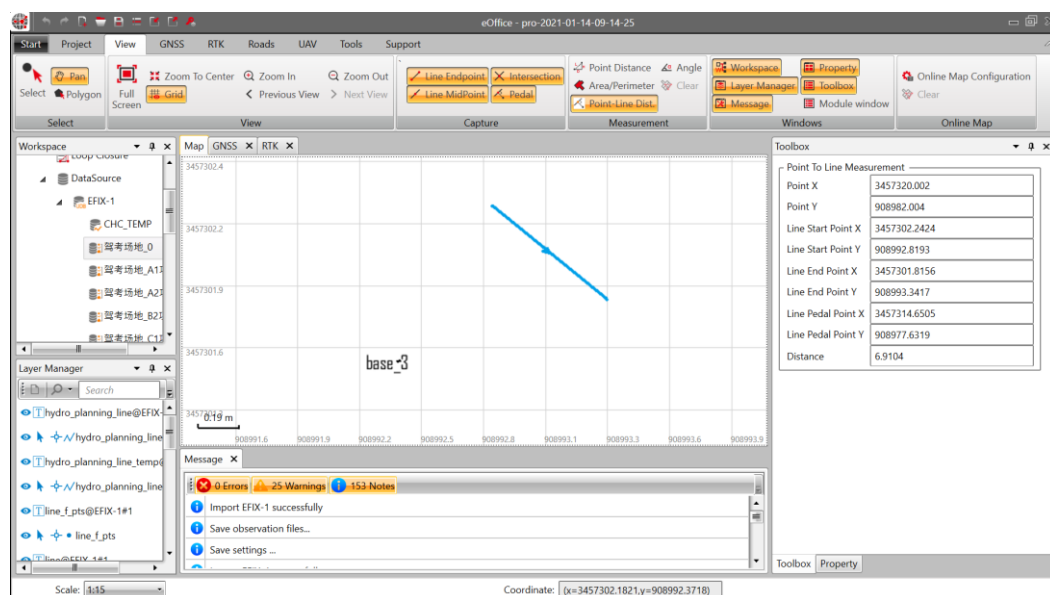 eOffice - pro-2021-01-14-09-14-25
Start Project View GNSS RTK Roads UAV Tools Support
Select
Pan
Polygon
Select
Full Screen
Zoom To Center
Zoom In
Zoom Out
Grid
Previous View
Next View
View
Line Endpoint
Intersection
Line MidPoint
Pedal
Capture
Point Distance
Angle
Area/Perimeter
Clear
Point-Line Dist.
Measurement
Workspace
Property
Layer Manager
Toolbox
Message
Module window
Windows
Online Map Configuration
Clear
Online Map
Workspace
Loop Closure
DataSource
EFIX-1
CHC_TEMP
驾考场地_0
驾考场地_A1
驾考场地_A2
驾考场地_B2
驾考场地_C1
Layer Manager
Search
hydro_planning_line@EFIX-
hydro_planning_line
hydro_planning_line_temp
hydro_planning_line
line_f_pts@EFIX-1#1
line_f_pts
line@EFIX-1#1
Map GNSS RTK
3457302.4
3457302.2
3457301.9
3457301.6
base_3
0.19 m
908991.6 908991.9 908992.2 908992.5 908992.8 908993.1 908993.3 908993.6 908993.9
Message
0 Errors 25 Warnings 153 Notes
Import EFIX-1 successfully
Save observation files...
Save settings ...
Toolbox
Point To Line Measurement
Point X 3457320.002
Point Y 908982.004
Line Start Point X 3457302.2424
Line Start Point Y 908992.8193
Line End Point X 3457301.8156
Line End Point Y 908993.3417
Line Pedal Point X 3457314.6505
Line Pedal Point Y 908977.6319
Distance 6.9104
Toolbox Property
Scale: 1:15
Coordinate: (x=3457302.1821,y=908992.3718)